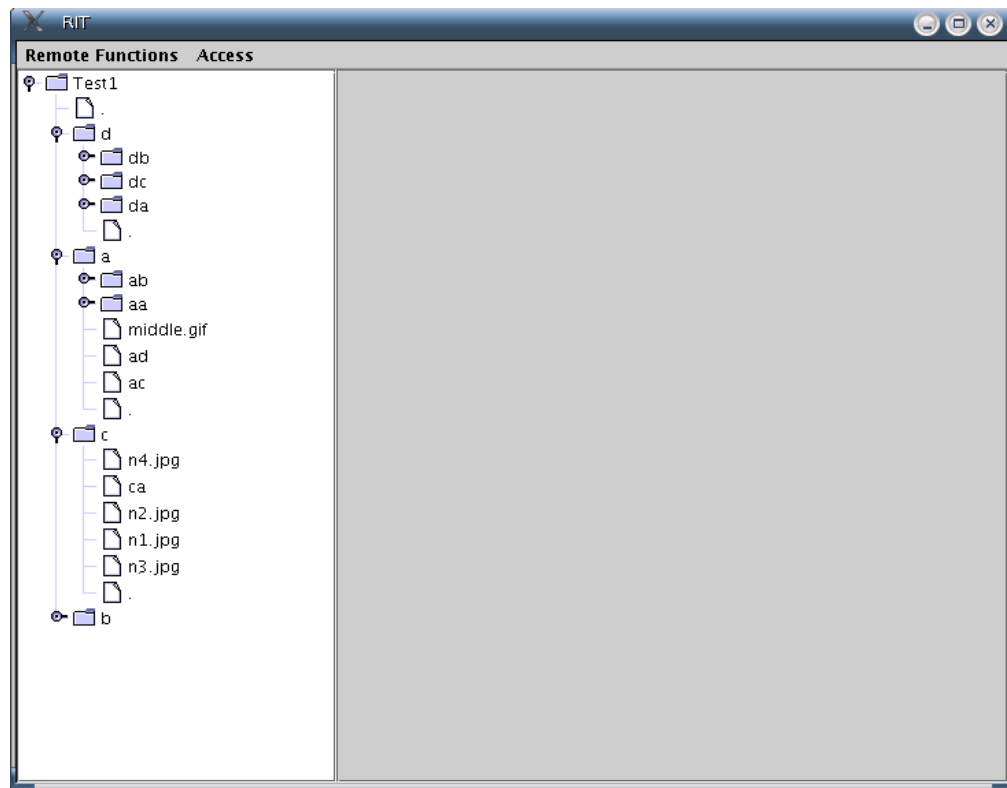 RIT
Remote Functions Access
Test1
.
d
db
dc
da
.
a
ab
aa
middle.gif
ad
ac
.
c
n4.jpg
ca
n2.jpg
n1.jpg
n3.jpg
.
b